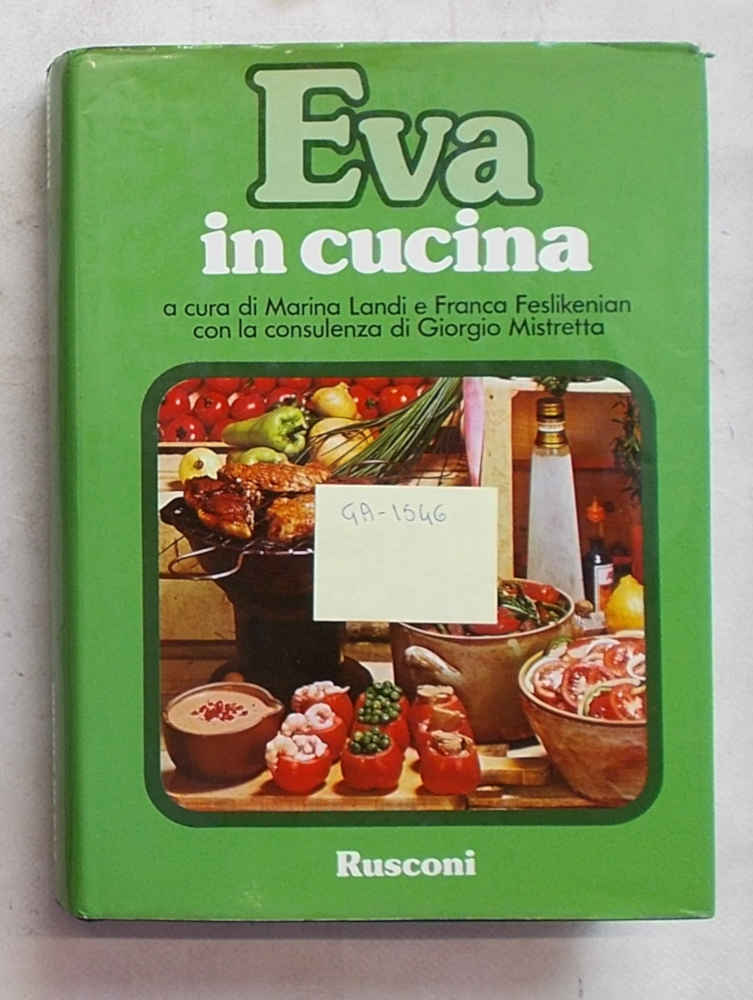 Eva
in cucina
a cura di Marina Landi e Franca Feslikenian
con la consulenza di Giorgio Mistretta
GA-1546
Rusconi